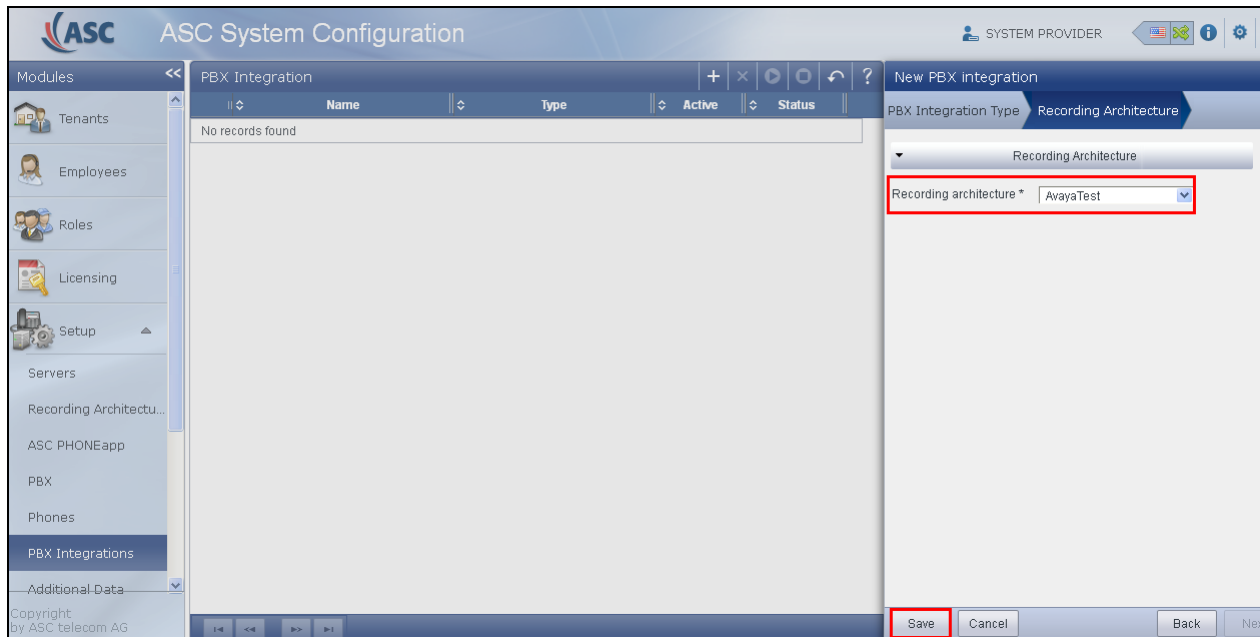 ASC
ASC System Configuration
SYSTEM PROVIDER
Modules <<
Tenants
Employees
Roles
Licensing
Setup
Servers
Recording Architectu...
ASC PHONEapp
PBX
Phones
PBX Integrations
Additional Data
Copyright
by ASC telecom AG
PBX Integration
Name Type Active Status
No records found
New PBX integration
PBX Integration Type Recording Architecture
Recording Architecture
Recording architecture * AvayaTest
Save Cancel Back Ne